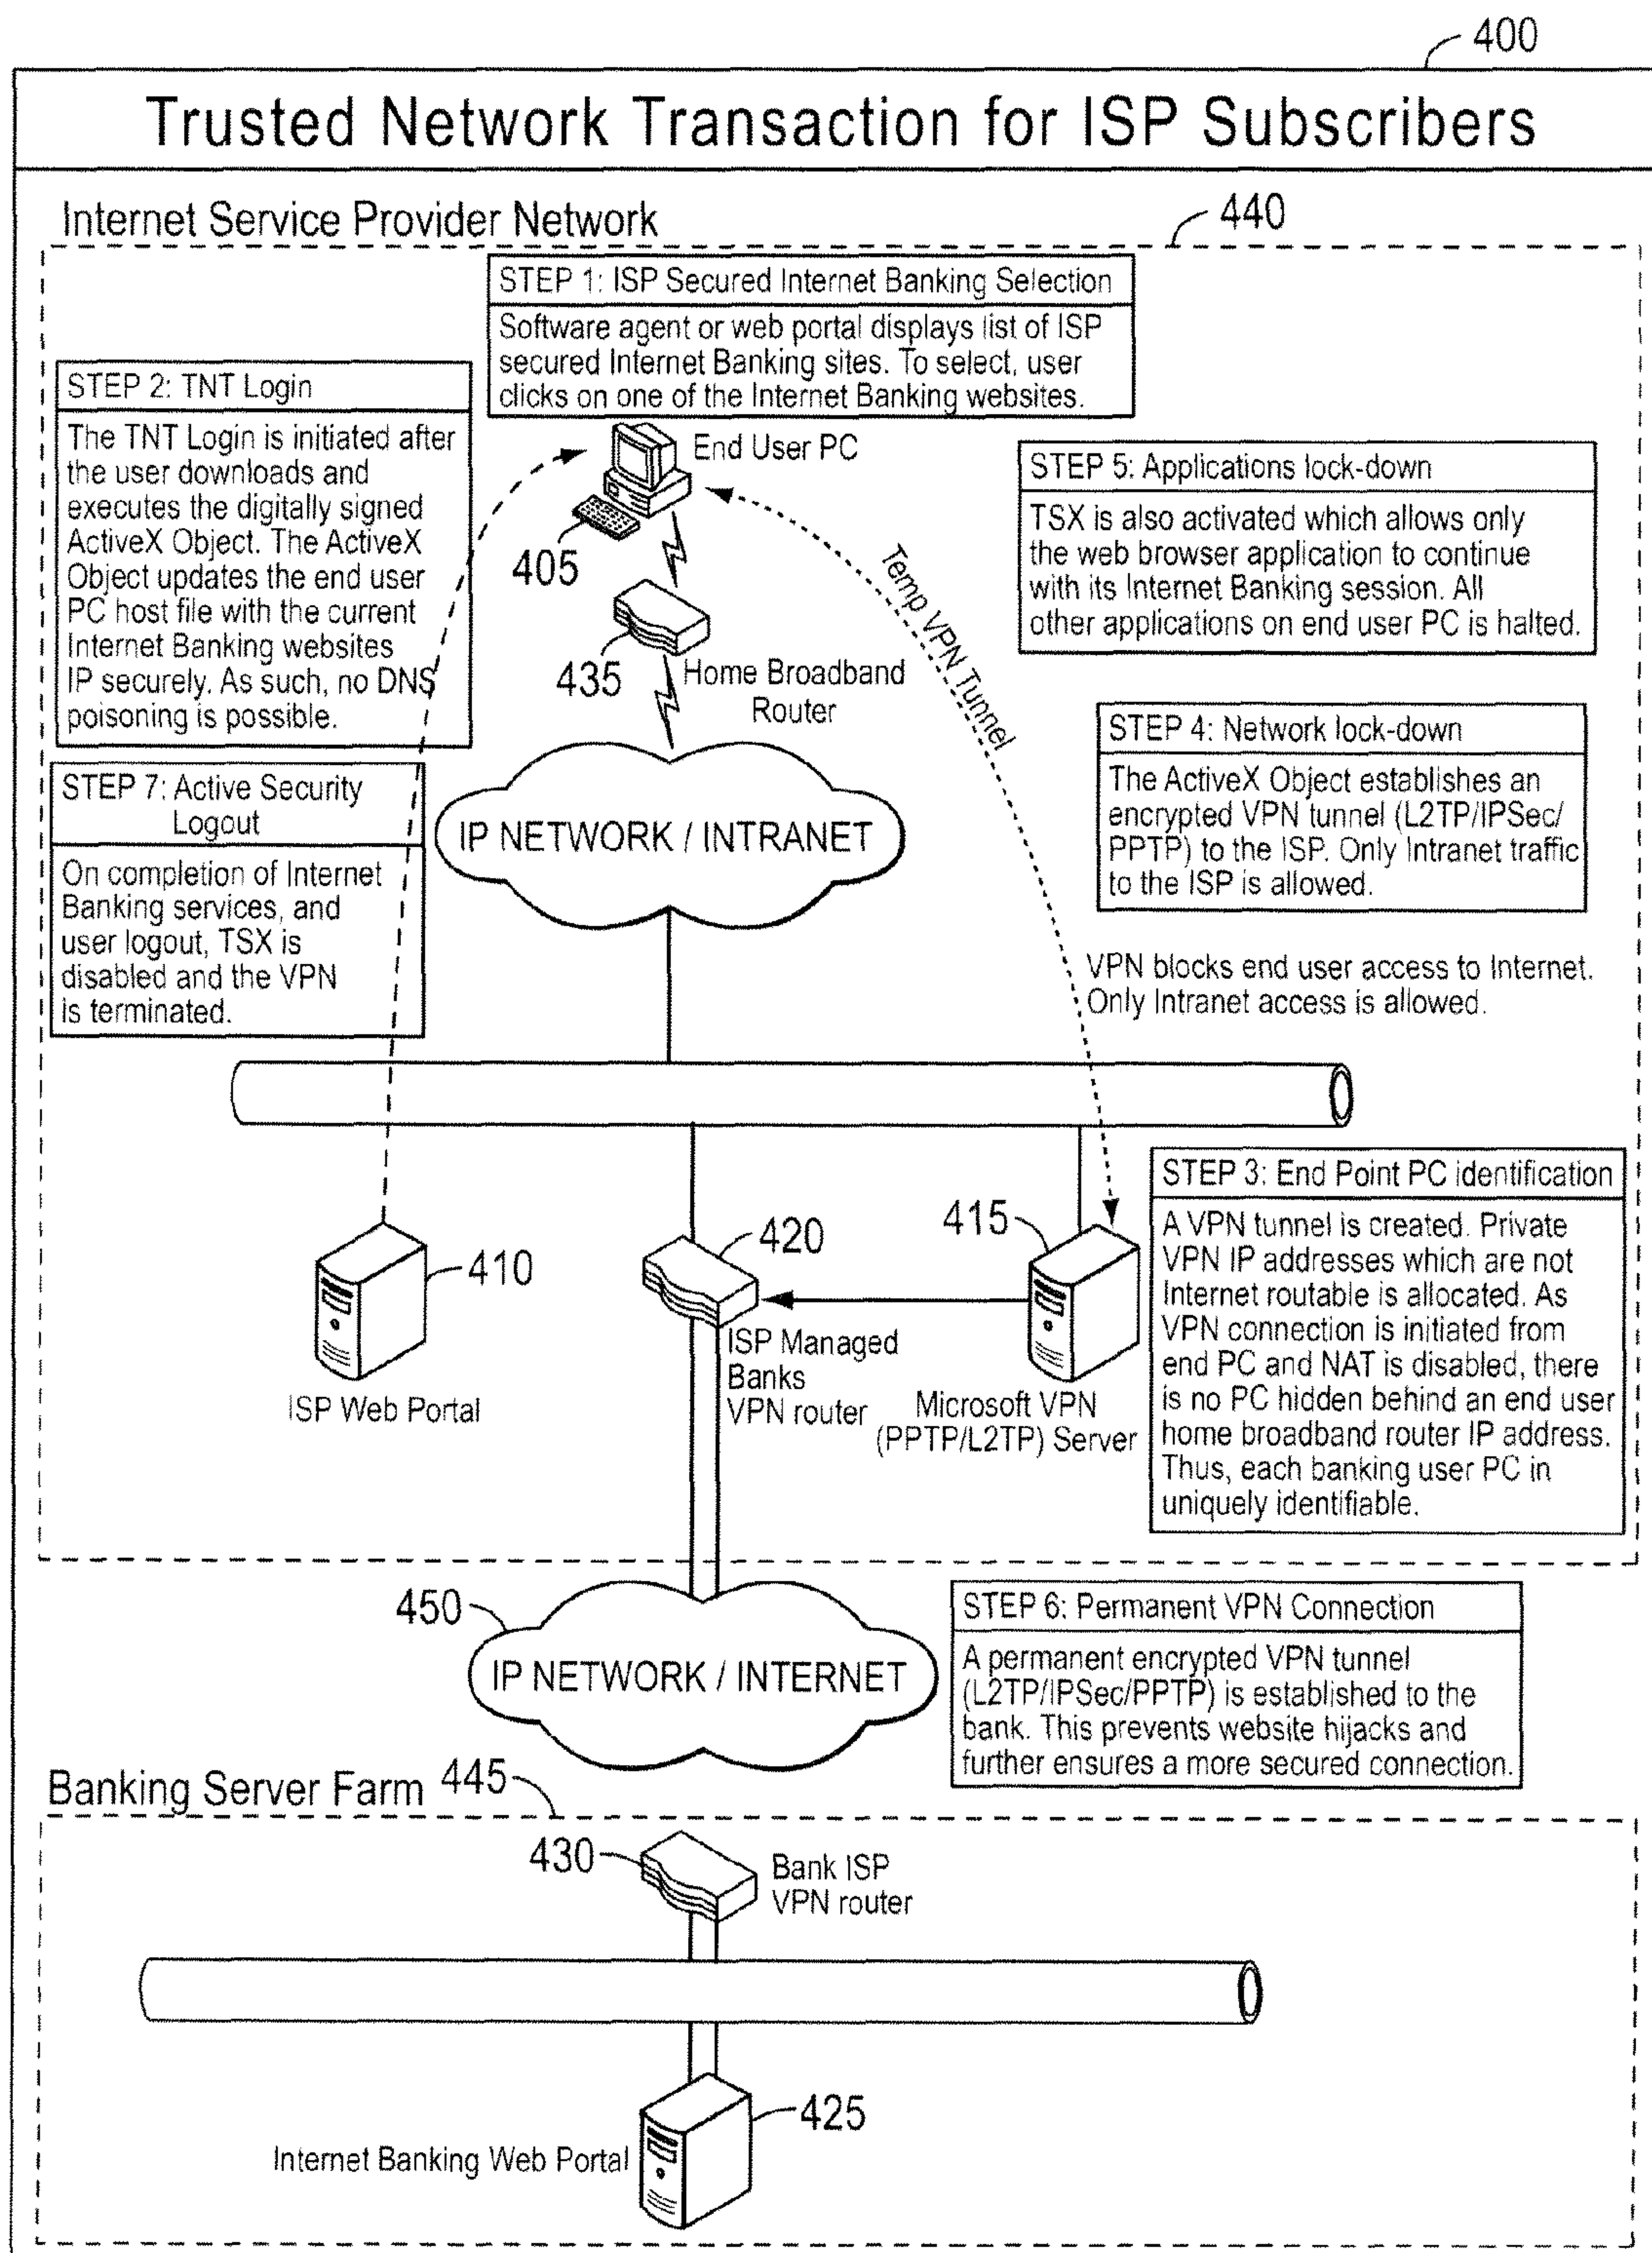 400
Trusted Network Transaction for ISP Subscribers
Internet Service Provider Network
440
STEP 1: ISP Secured Internet Banking Selection
Software agent or web portal displays list of ISP
secured Internet Banking sites. To select, user
clicks on one of the Internet Banking websites.
STEP 2: TNT Login
The TNT Login is initiated after
the user downloads and
executes the digitally signed
ActiveX Object. The ActiveX
Object updates the end user
PC host file with the current
Internet Banking websites
IP securely. As such, no DNS
poisoning is possible.
End User PC
405
435
Home Broadband
Router
Temp VPN Tunnel
STEP 5: Applications lock-down
TSX is also activated which allows only
the web browser application to continue
with its Internet Banking session. All
other applications on end user PC is halted.
STEP 4: Network lock-down
The ActiveX Object establishes an
encrypted VPN tunnel (L2TP/IPSec/
PPTP) to the ISP. Only Intranet traffic
to the ISP is allowed.
STEP 7: Active Security
Logout
On completion of Internet
Banking services, and
user logout, TSX is
disabled and the VPN
is terminated.
IP NETWORK / INTRANET
VPN blocks end user access to Internet.
Only Intranet access is allowed.
410
ISP Web Portal
420
ISP Managed
Banks
VPN router
415
Microsoft VPN
(PPTP/L2TP) Server
STEP 3: End Point PC identification
A VPN tunnel is created. Private
VPN IP addresses which are not
Internet routable is allocated. As
VPN connection is initiated from
end PC and NAT is disabled, there
is no PC hidden behind an end user
home broadband router IP address.
Thus, each banking user PC in
uniquely identifiable.
450
IP NETWORK / INTERNET
STEP 6: Permanent VPN Connection
A permanent encrypted VPN tunnel
(L2TP/IPSec/PPTP) is established to the
bank. This prevents website hijacks and
further ensures a more secured connection.
Banking Server Farm
445
430
Bank ISP
VPN router
425
Internet Banking Web Portal